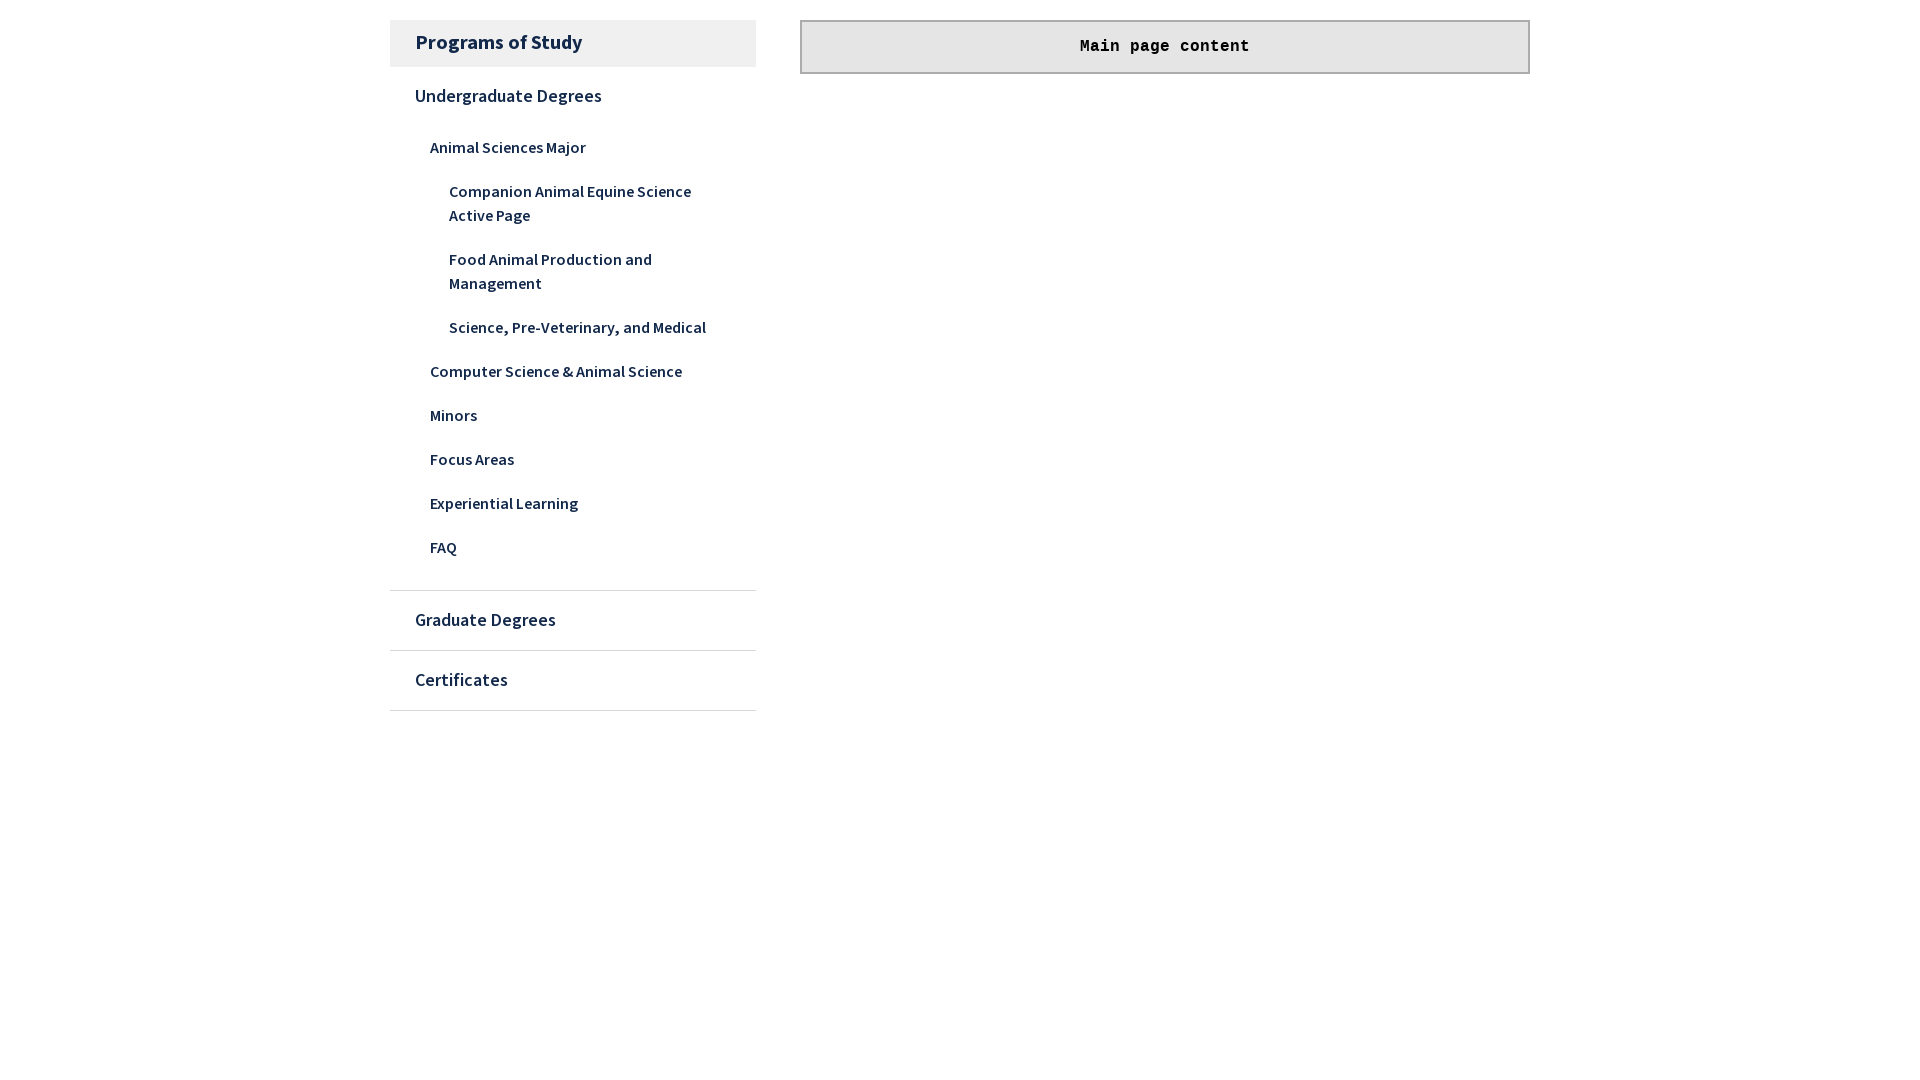 Programs of Study
Undergraduate Degrees
Animal Sciences Major
Companion Animal Equine Science
Active Page
Food Animal Production and
Management
Science, Pre-Veterinary, and Medical
Computer Science & Animal Science
Minors
Focus Areas
Experiential Learning
FAQ
Graduate Degrees
Certificates
Main page content